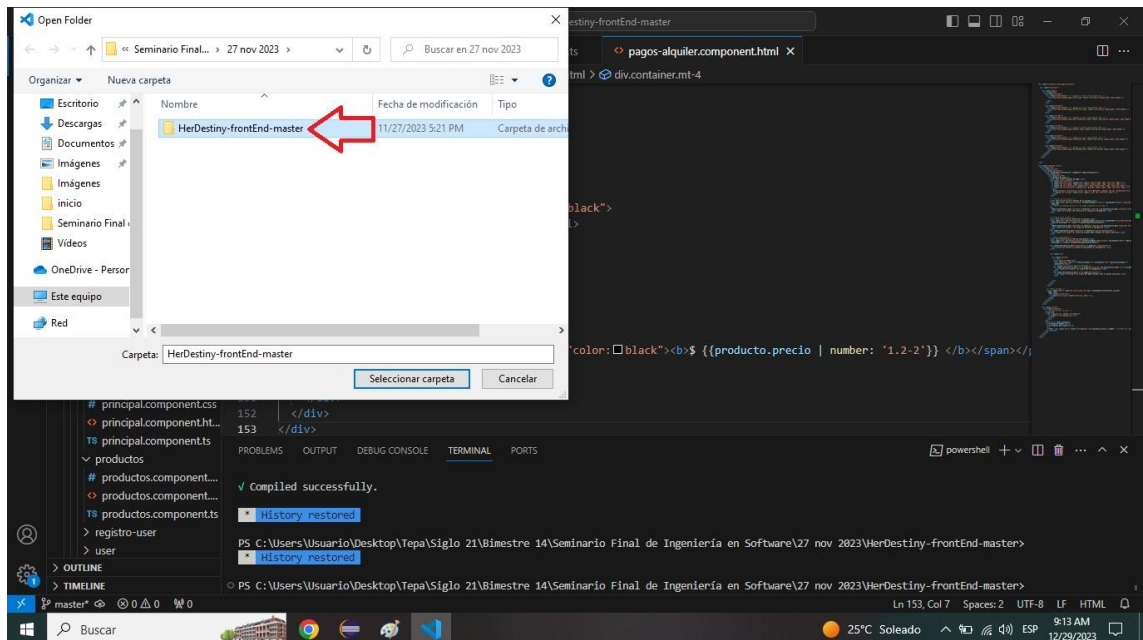 Open Folder
estiny-frontEnd-master
« Seminario Final... › 27 nov 2023 ›
Buscar en 27 nov 2023
ts
pagos-alquiler.component.html
tml > div.container.mt-4
Organizar
Nueva carpeta
Escritorio
Descargas
Documentos
Imágenes
Imágenes
inicio
Seminario Final
Vídeos
OneDrive - Person
Este equipo
Red
Nombre
Fecha de modificación
Tipo
HerDestiny-frontEnd-master
11/27/2023 5:21 PM
Carpeta de archi
black">
i>
Carpeta: HerDestiny-frontEnd-master
Seleccionar carpeta
Cancelar
"color:black"><b>$ {{producto.precio | number: '1.2-2'}} </b></span></
152 </div>
153 </div>
# principal.component.css
<> principal.component.ht...
TS principal.component.ts
productos
# productos.component....
<> productos.component....
TS productos.component.ts
> registro-user
> user
> OUTLINE
> TIMELINE
PROBLEMS OUTPUT DEBUG CONSOLE TERMINAL PORTS
powershell
√ Compiled successfully.
* History restored
PS C:\Users\Usuario\Desktop\Tepa\Siglo 21\Bimestre 14\Seminario Final de Ingeniería en Software\27 nov 2023\HerDestiny-frontEnd-master>
* History restored
PS C:\Users\Usuario\Desktop\Tepa\Siglo 21\Bimestre 14\Seminario Final de Ingeniería en Software\27 nov 2023\HerDestiny-frontEnd-master>
1
master* 0 0 0
Ln 153, Col 7 Spaces: 2 UTF-8 LF HTML
Buscar
25°C Soleado
ESP
9:13 AM
12/29/2023